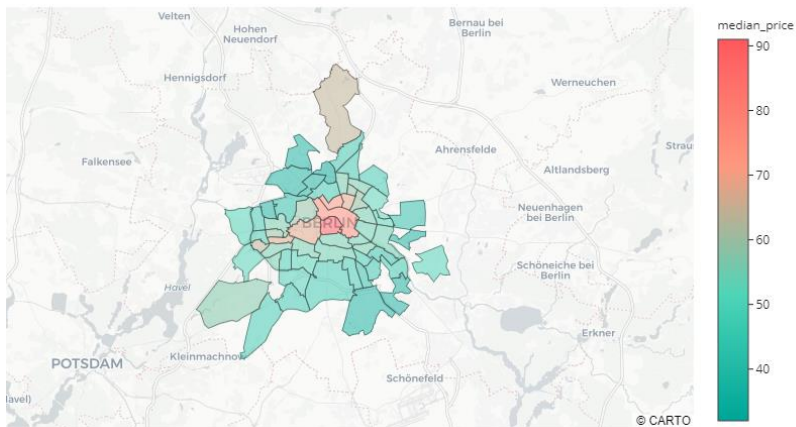 Velten
Bernau bei
Berlin
Hohen
Neuendorf
Hennigsdorf
Werneuchen
Falkensee
Ahrensfelde
Altlandsberg
Neuenhagen
bei Berlin
BERLIN
Schöneiche bei
Berlin
Havel
Erkner
POTSDAM
Kleinmachnow
Schönefeld
© CARTO
median_price
90
80
70
60
50
40